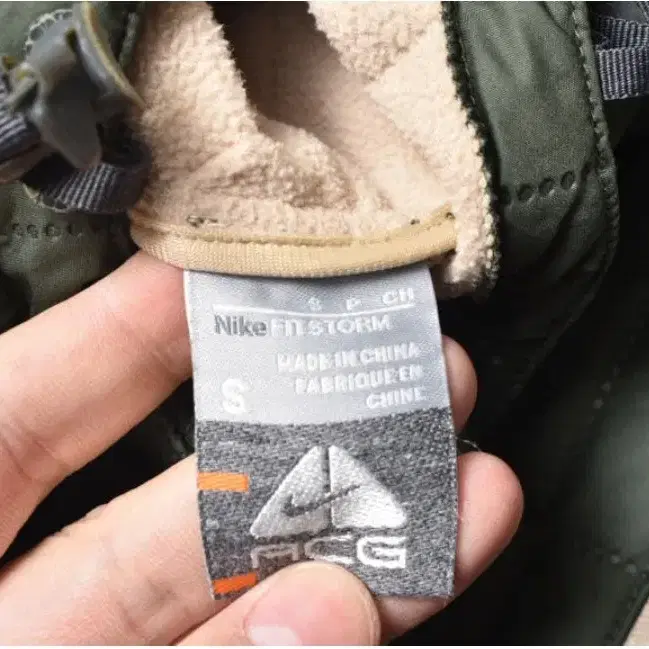 S P CH
Nike FIT STORM
MADE IN CHINA
FABRIQUE EN
CHINE
S
ACG